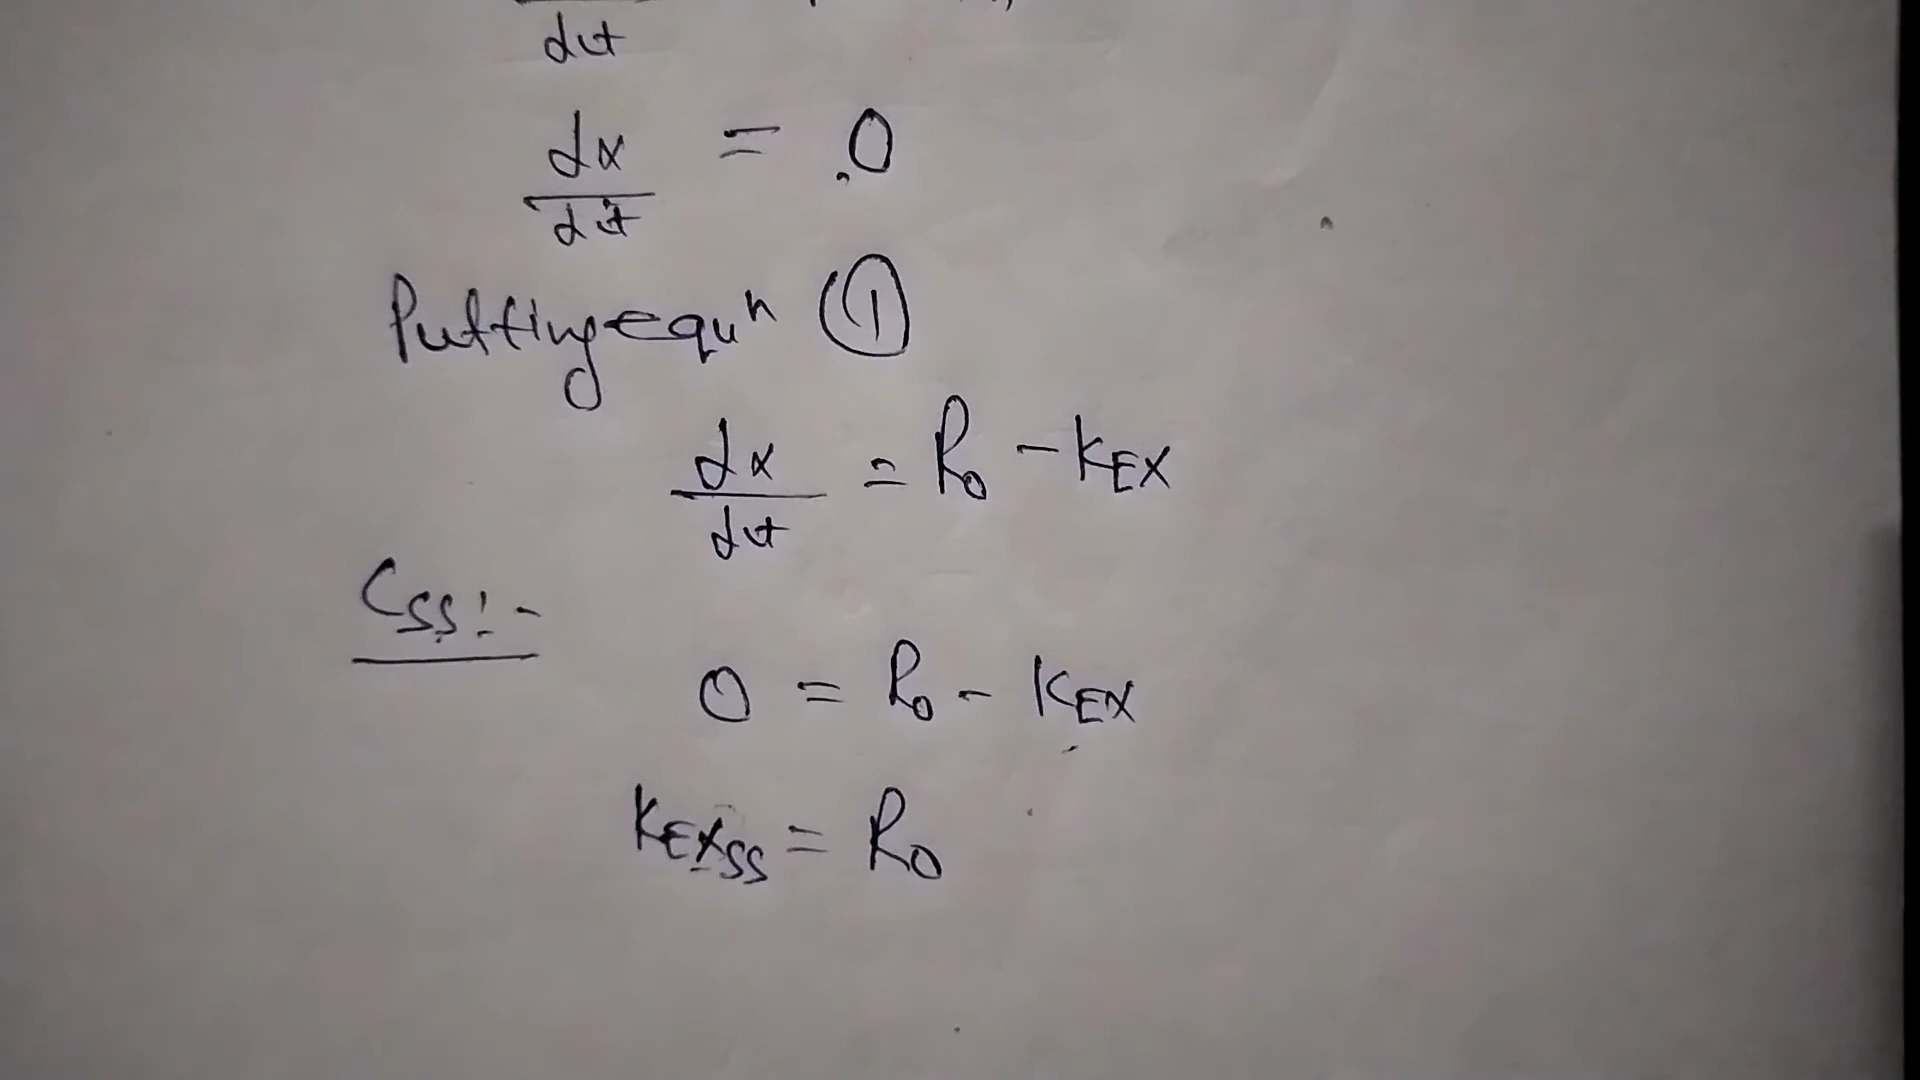 dt
dx/dt = 0
Putting equⁿ ①
dx/dt = R₀ - KEX
Css:-
0 = R₀ - KEX
KEXss = R₀